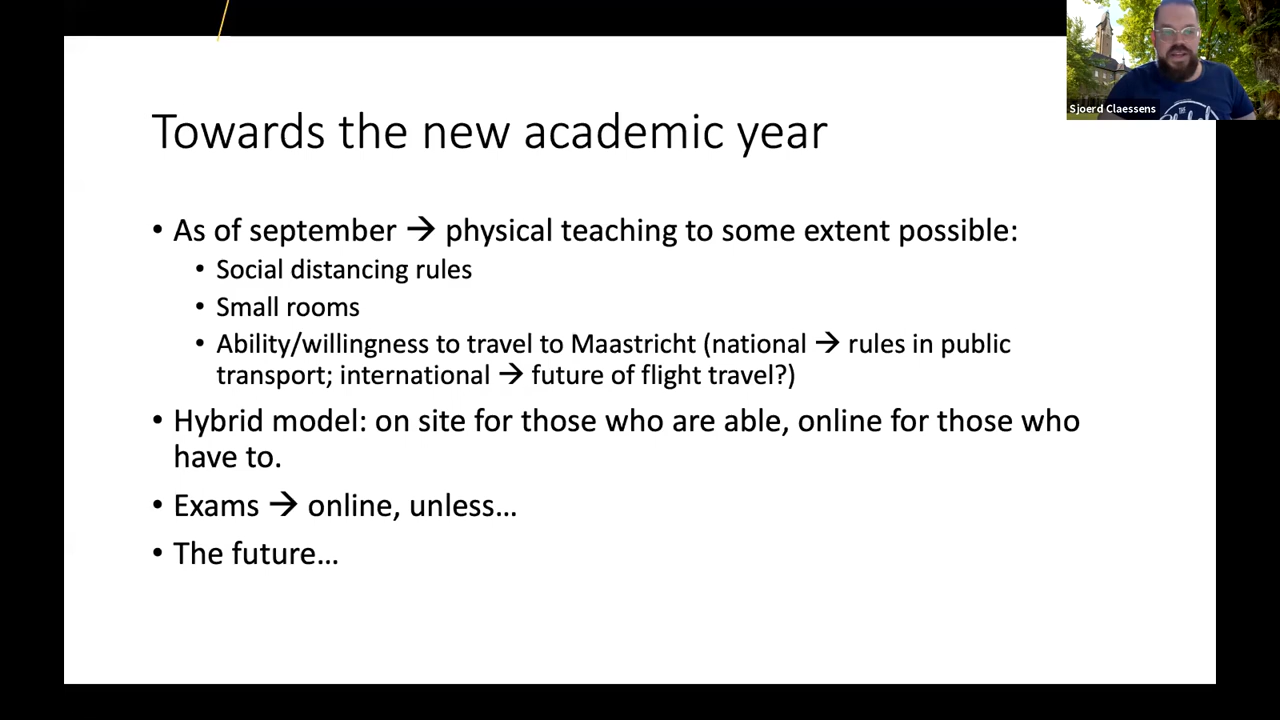 Towards the new academic year
• As of september → physical teaching to some extent possible:
• Social distancing rules
• Small rooms
• Ability/willingness to travel to Maastricht (national → rules in public
transport; international → future of flight travel?)
• Hybrid model: on site for those who are able, online for those who
have to.
• Exams → online, unless…
• The future…
Sjoerd Claessens
THE